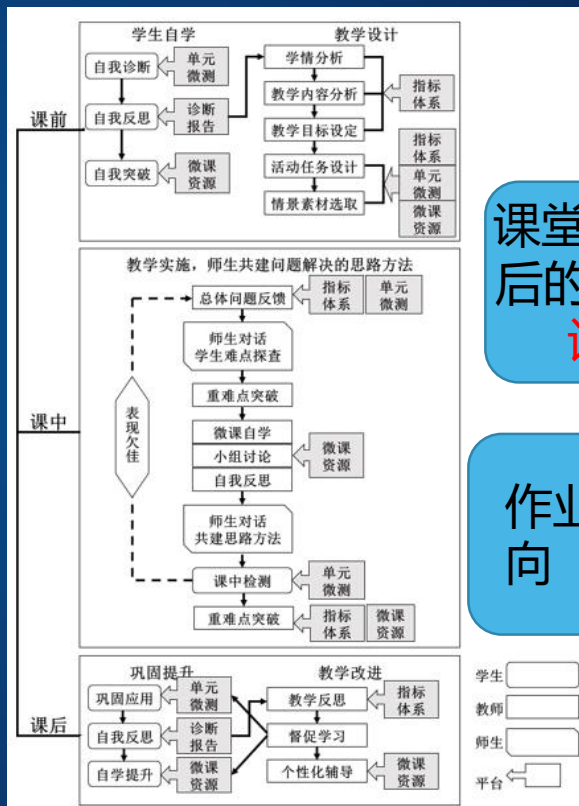 课前
学生自学
自我诊断
单元
微测
自我反思
诊断
报告
自我突破
微课
资源
教学设计
学情分析
教学内容分析
教学目标设定
活动任务设计
情景素材选取
指标
体系
指标
体系
单元
微测
微课
资源
课中
教学实施，师生共建问题解决的思路方法
总体问题反馈
指标
体系
单元
微测
师生对话
学生难点探查
重难点突破
微课自学
小组讨论
自我反思
微课
资源
师生对话
共建思路方法
课中检测
单元
微测
重难点突破
指标
体系
微课
资源
表现欠佳
课后
巩固提升
巩固应用
单元
微测
自我反思
诊断
报告
自学提升
微课
资源
教学改进
教学反思
指标
体系
督促学习
个性化辅导
微课
资源
课堂
后的
作业
向
学生
教师
师生
平台